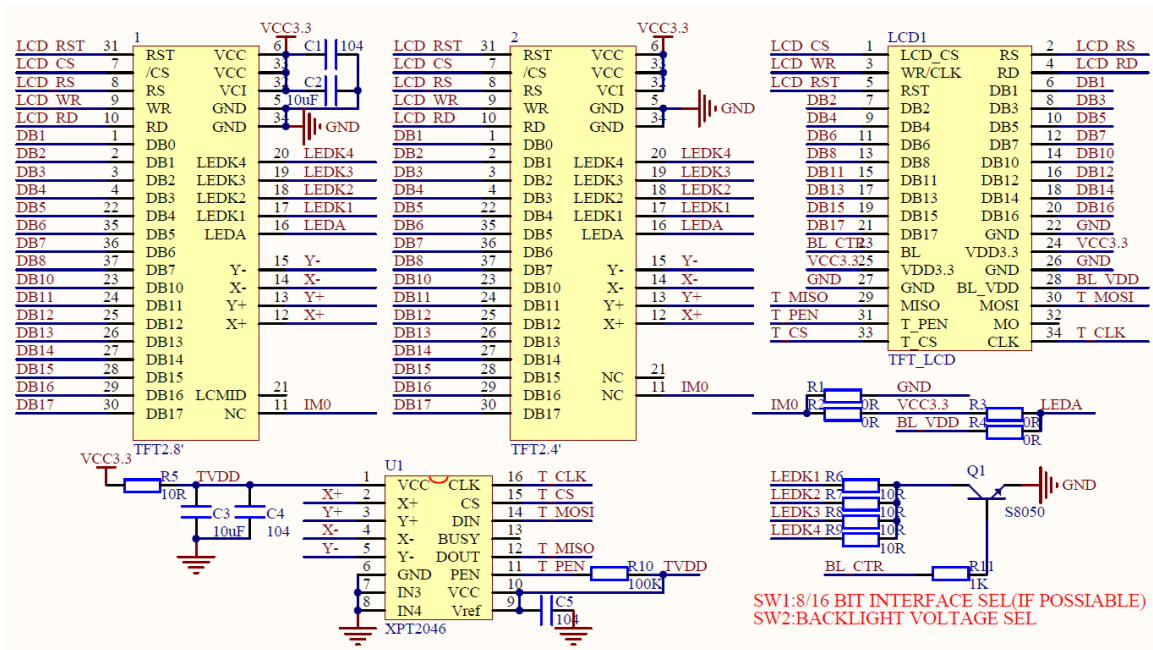 VCC3.3
1
C1
104
LCD_RST 31 RST VCC 6
LCD_CS 7 /CS VCC 33
LCD_RS 8 RS VCI 32
C2
10uF
LCD_WR 9 WR GND 5
LCD_RD 10 RD GND 34
GND
DB1 1 DB0
DB2 2 DB1 LEDK4 20 LEDK4
DB3 3 DB2 LEDK3 19 LEDK3
DB4 4 DB3 LEDK2 18 LEDK2
DB5 22 DB4 LEDK1 17 LEDK1
DB6 35 DB5 LEDA 16 LEDA
DB7 36 DB6
DB8 37 DB7 Y- 15 Y-
DB10 23 DB10 X- 14 X-
DB11 24 DB11 Y+ 13 Y+
DB12 25 DB12 X+ 12 X+
DB13 26 DB13
DB14 27 DB14
DB15 28 DB15
DB16 29 DB16 LCMID 21
DB17 30 DB17 NC 11 IM0
TFT2.8'
VCC3.3
2
LCD_RST 31 RST VCC 6
LCD_CS 7 /CS VCC 33
LCD_RS 8 RS VCI 32
LCD_WR 9 WR GND 5
GND
LCD_RD 10 RD GND 34
DB1 1 DB0
DB2 2 DB1 LEDK4 20 LEDK4
DB3 3 DB2 LEDK3 19 LEDK3
DB4 4 DB3 LEDK2 18 LEDK2
DB5 22 DB4 LEDK1 17 LEDK1
DB6 35 DB5 LEDA 16 LEDA
DB7 36 DB6
DB8 37 DB7 Y- 15 Y-
DB10 23 DB10 X- 14 X-
DB11 24 DB11 Y+ 13 Y+
DB12 25 DB12 X+ 12 X+
DB13 26 DB13
DB14 27 DB14
DB15 28 DB15 NC 21
DB16 29 DB16 NC 11 IM0
DB17 30 DB17
TFT2.4'
LCD1
LCD_CS 1 LCD_CS RS 2 LCD_RS
LCD_WR 3 WR/CLK RD 4 LCD_RD
LCD_RST 5 RST DB1 6 DB1
DB2 7 DB2 DB3 8 DB3
DB4 9 DB4 DB5 10 DB5
DB6 11 DB6 DB7 12 DB7
DB8 13 DB8 DB10 14 DB10
DB11 15 DB11 DB12 16 DB12
DB13 17 DB13 DB14 18 DB14
DB15 19 DB15 DB16 20 DB16
DB17 21 DB17 GND 22 GND
BL_CTR 23 BL VDD3.3 24 VCC3.3
VCC3.3 25 VDD3.3 GND 26 GND
GND 27 GND BL_VDD 28 BL_VDD
T_MISO 29 MISO MOSI 30 T_MOSI
T_PEN 31 T_PEN MO 32
T_CS 33 T_CS CLK 34 T_CLK
TFT_LCD
R1 GND
IM0 R2 0R VCC3.3 R3 LEDA
0R BL_VDD R4 0R
0R
VCC3.3
R5 TVDD
10R
C3 C4
10uF 104
U1
1 VCC CLK 16 T_CLK
X+ 2 X+ CS 15 T_CS
Y+ 3 Y+ DIN 14 T_MOSI
X- 4 X- BUSY 13
Y- 5 Y- DOUT 12 T_MISO
6 GND PEN 11 T_PEN R10 TVDD
100K
7 IN3 VCC 10
8 IN4 Vref 9 C5
104
XPT2046
LEDK1 R6 Q1
LEDK2 R7 10R GND
LEDK3 R8 10R S8050
LEDK4 R9 10R
10R
BL_CTR R11
1K
SW1:8/16 BIT INTERFACE SEL(IF POSSIABLE)
SW2:BACKLIGHT VOLTAGE SEL